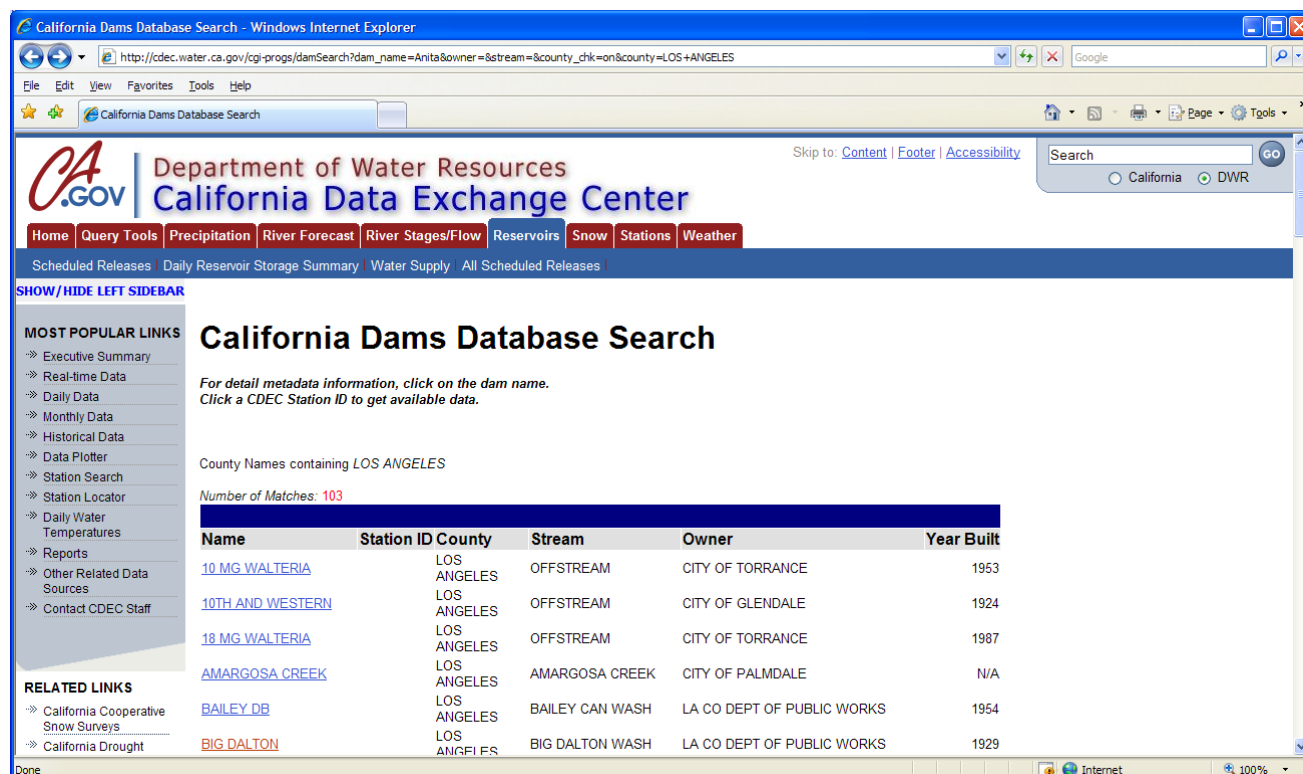 California Dams Database Search - Windows Internet Explorer
http://cdec.water.ca.gov/cgi-progs/damSearch?dam_name=Anita&owner=&stream=&county_chk=on&county=LOS+ANGELES
Google
File Edit View Favorites Tools Help
California Dams Database Search
Page Tools
CA.GOV
Department of Water Resources
California Data Exchange Center
Skip to: Content | Footer | Accessibility
Search GO
California DWR
Home Query Tools Precipitation River Forecast River Stages/Flow Reservoirs Snow Stations Weather
Scheduled Releases | Daily Reservoir Storage Summary | Water Supply | All Scheduled Releases |
SHOW/HIDE LEFT SIDEBAR
MOST POPULAR LINKS
Executive Summary
Real-time Data
Daily Data
Monthly Data
Historical Data
Data Plotter
Station Search
Station Locator
Daily Water
Temperatures
Reports
Other Related Data
Sources
Contact CDEC Staff
RELATED LINKS
California Cooperative
Snow Surveys
California Drought
California Dams Database Search
For detail metadata information, click on the dam name.
Click a CDEC Station ID to get available data.
County Names containing LOS ANGELES
Number of Matches: 103
Name Station ID County Stream Owner Year Built
10 MG WALTERIA LOS ANGELES OFFSTREAM CITY OF TORRANCE 1953
10TH AND WESTERN LOS ANGELES OFFSTREAM CITY OF GLENDALE 1924
18 MG WALTERIA LOS ANGELES OFFSTREAM CITY OF TORRANCE 1987
AMARGOSA CREEK LOS ANGELES AMARGOSA CREEK CITY OF PALMDALE N/A
BAILEY DB LOS ANGELES BAILEY CAN WASH LA CO DEPT OF PUBLIC WORKS 1954
BIG DALTON LOS ANGELES BIG DALTON WASH LA CO DEPT OF PUBLIC WORKS 1929
Done Internet 100%